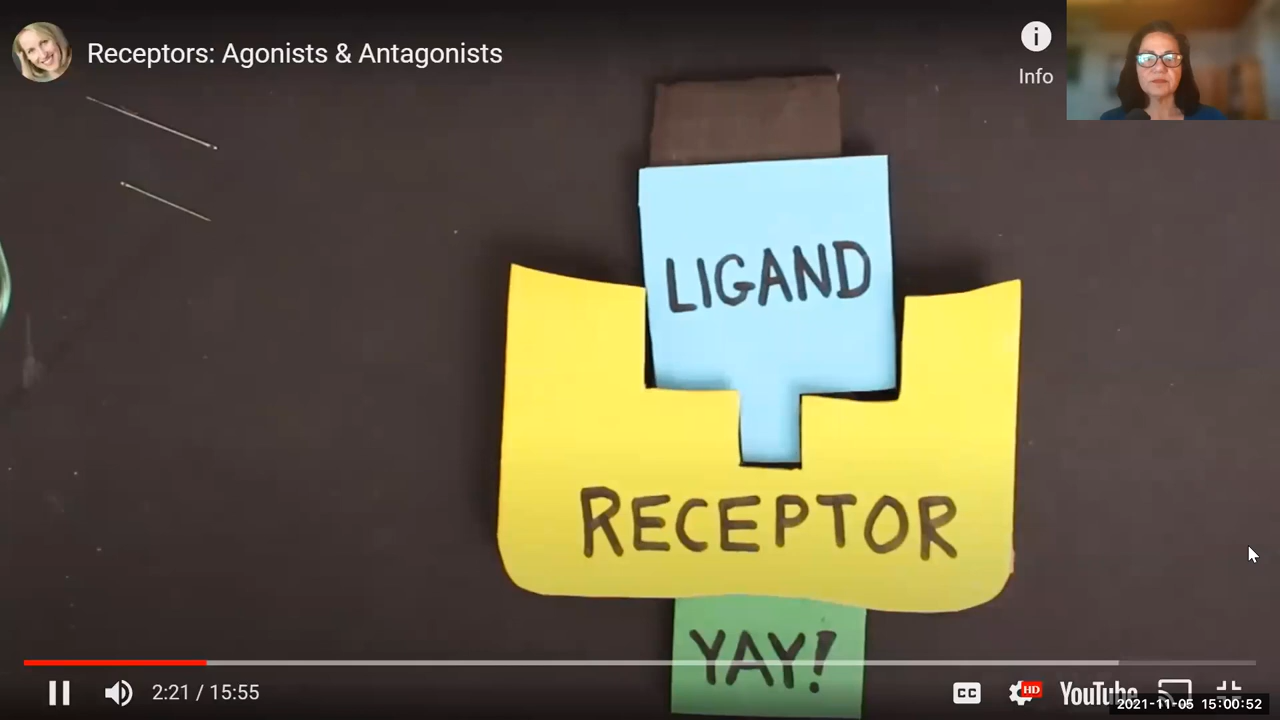 Receptors: Agonists & Antagonists
Info
LIGAND
RECEPTOR
YAY!
2:21 / 15:55
CC
HD
YouTube
2021-11-05 15:00:52